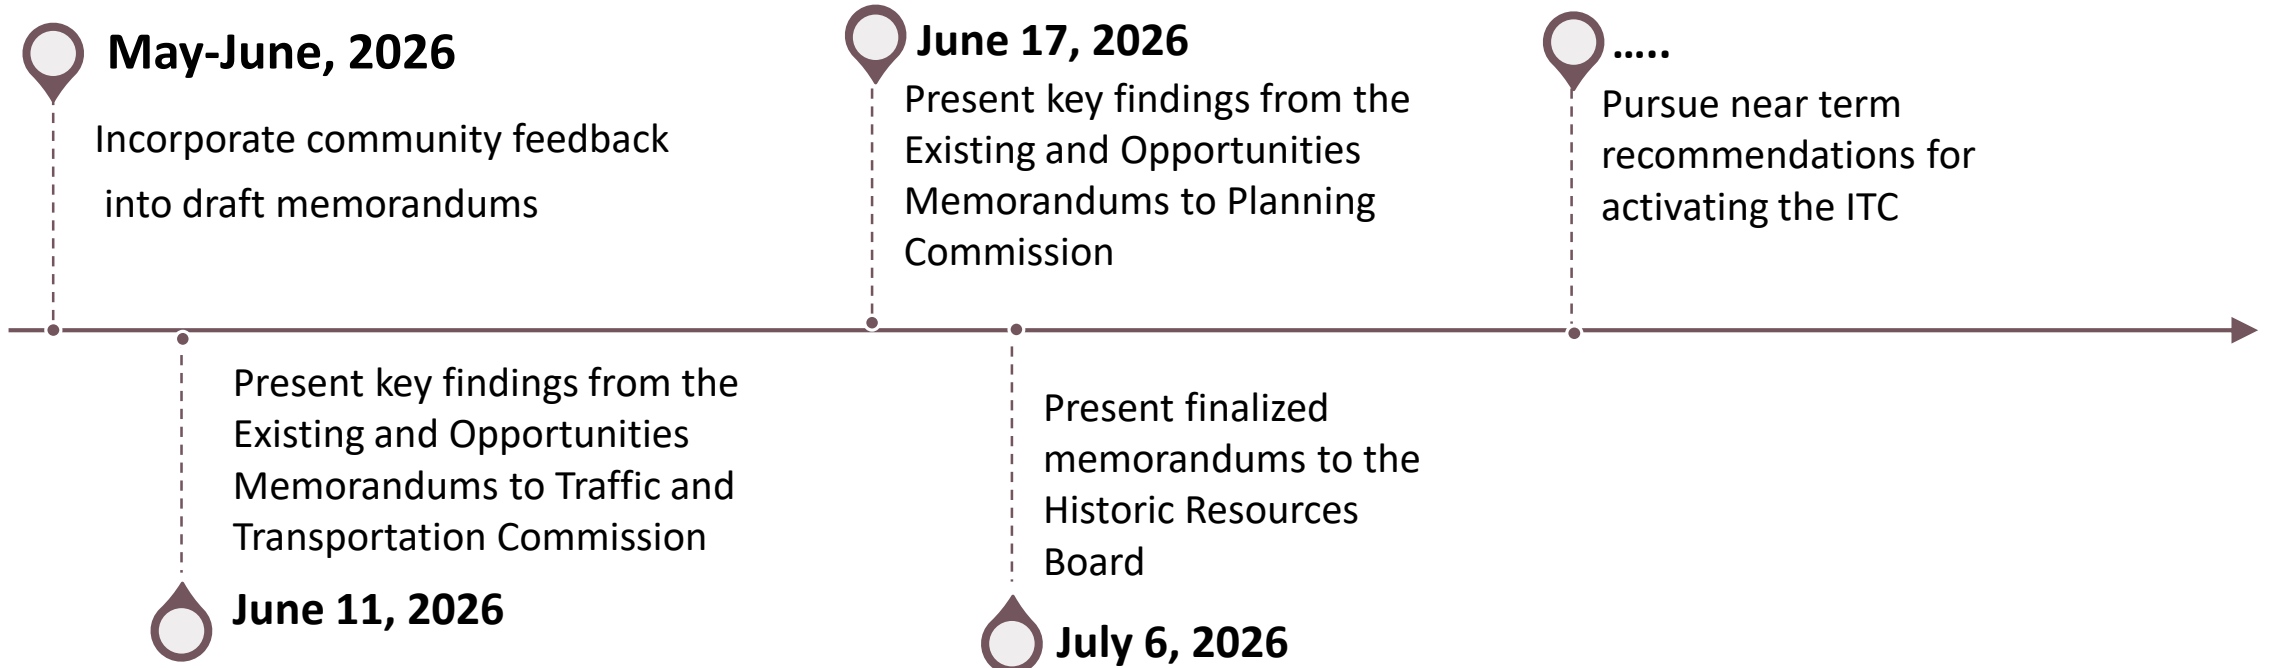 May-June, 2026
Incorporate community feedback
into draft memorandums
Present key findings from the
Existing and Opportunities
Memorandums to Traffic and
Transportation Commission
June 11, 2026
June 17, 2026
Present key findings from the
Existing and Opportunities
Memorandums to Planning
Commission
Present finalized
memorandums to the
Historic Resources
Board
July 6, 2026
…..
Pursue near term
recommendations for
activating the ITC